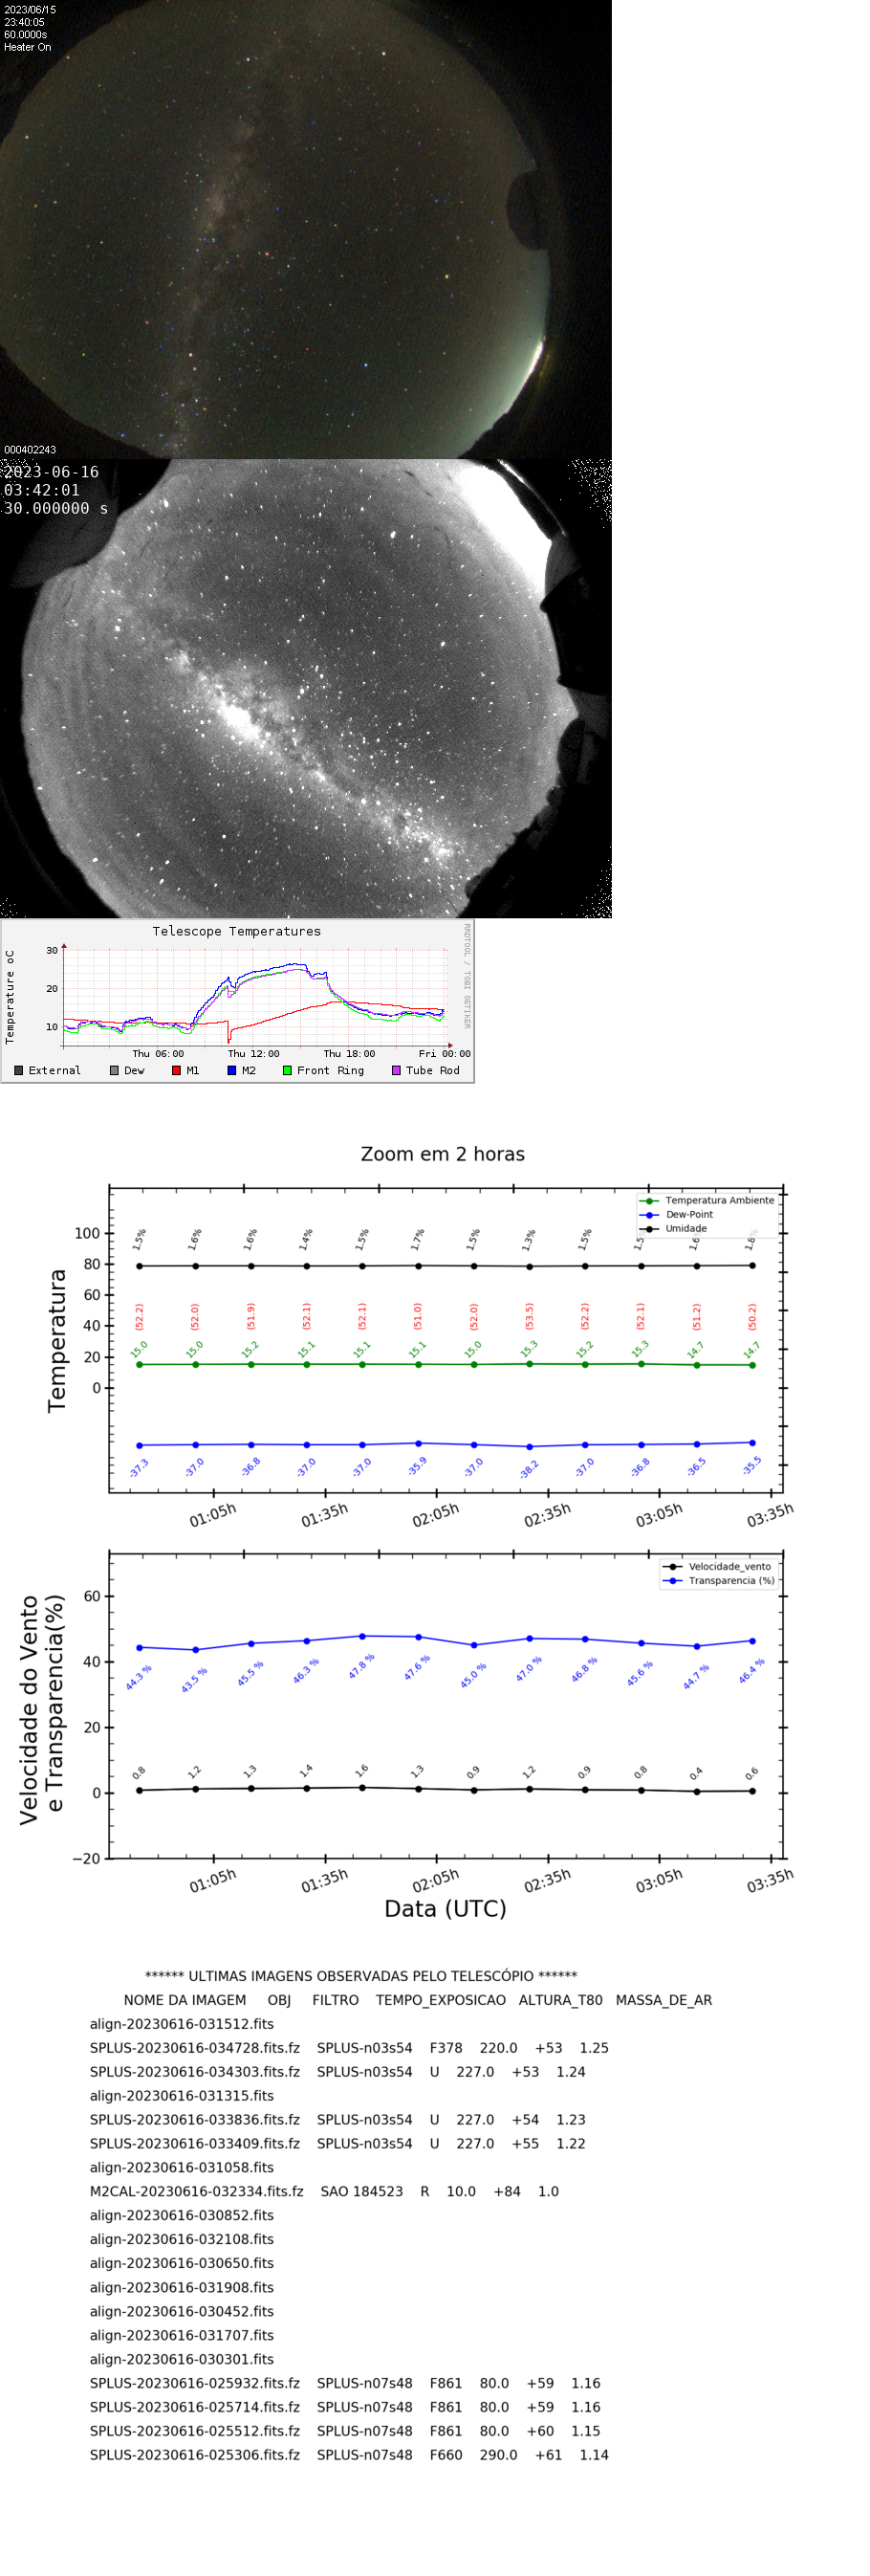 2023/06/15
23:40:05
60.0000s
Heater On
000402243
2023-06-16
03:42:01
30.000000 s
Telescope Temperatures
RRDTOOL / TOBI OETIKER
Temperature oC
30
20
10
Thu 06:00 Thu 12:00 Thu 18:00 Fri 00:00
External Dew M1 M2 Front Ring Tube Rod
Zoom em 2 horas
Temperatura Ambiente
Dew-Point
Umidade
Temperatura
100
80
60
40
20
0
1.5% 1.6% 1.6% 1.4% 1.5% 1.7% 1.5% 1.3% 1.5%
(52.2) (52.0) (51.9) (52.1) (52.1) (51.0) (52.0) (53.5) (52.2) (52.1) (51.2) (50.2)
15.0 15.0 15.2 15.1 15.1 15.1 15.0 15.3 15.2 15.3 14.7 14.7
-37.3 -37.0 -36.8 -37.0 -37.0 -35.9 -37.0 -38.2 -37.0 -36.8 -36.5 -35.5
01:05h 01:35h 02:05h 02:35h 03:05h 03:35h
Velocidade_vento
Transparencia (%)
Velocidade do Vento
e Transparencia(%)
60
40
20
0
−20
44.3 % 43.5 % 45.5 % 46.3 % 47.8 % 47.6 % 45.0 % 47.0 % 46.8 % 45.6 % 44.7 % 46.4 %
0.8 1.2 1.3 1.4 1.6 1.3 0.9 1.2 0.9 0.8 0.4 0.6
01:05h 01:35h 02:05h 02:35h 03:05h 03:35h
Data (UTC)
****** ULTIMAS IMAGENS OBSERVADAS PELO TELESCÓPIO ******
NOME DA IMAGEM OBJ FILTRO TEMPO_EXPOSICAO ALTURA_T80 MASSA_DE_AR
align-20230616-031512.fits
SPLUS-20230616-034728.fits.fz SPLUS-n03s54 F378 220.0 +53 1.25
SPLUS-20230616-034303.fits.fz SPLUS-n03s54 U 227.0 +53 1.24
align-20230616-031315.fits
SPLUS-20230616-033836.fits.fz SPLUS-n03s54 U 227.0 +54 1.23
SPLUS-20230616-033409.fits.fz SPLUS-n03s54 U 227.0 +55 1.22
align-20230616-031058.fits
M2CAL-20230616-032334.fits.fz SAO 184523 R 10.0 +84 1.0
align-20230616-030852.fits
align-20230616-032108.fits
align-20230616-030650.fits
align-20230616-031908.fits
align-20230616-030452.fits
align-20230616-031707.fits
align-20230616-030301.fits
SPLUS-20230616-025932.fits.fz SPLUS-n07s48 F861 80.0 +59 1.16
SPLUS-20230616-025714.fits.fz SPLUS-n07s48 F861 80.0 +59 1.16
SPLUS-20230616-025512.fits.fz SPLUS-n07s48 F861 80.0 +60 1.15
SPLUS-20230616-025306.fits.fz SPLUS-n07s48 F660 290.0 +61 1.14